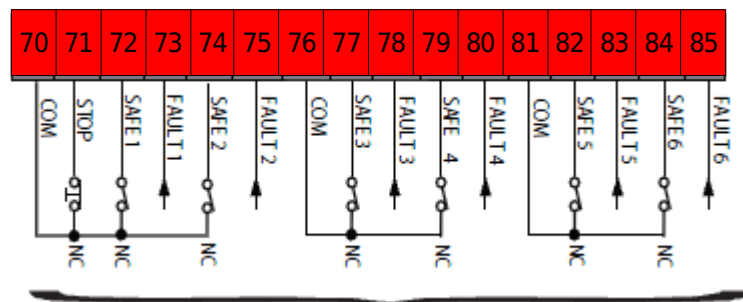 70 71 72 73 74 75 76 77 78 79 80 81 82 83 84 85
COM STOP SAFE 1 FAULT 1 SAFE 2 FAULT 2 COM SAFE 3 FAULT 3 SAFE 4 FAULT 4 COM SAFE 5 FAULT 5 SAFE 6 FAULT 6
NC NC NC NC NC NC NC